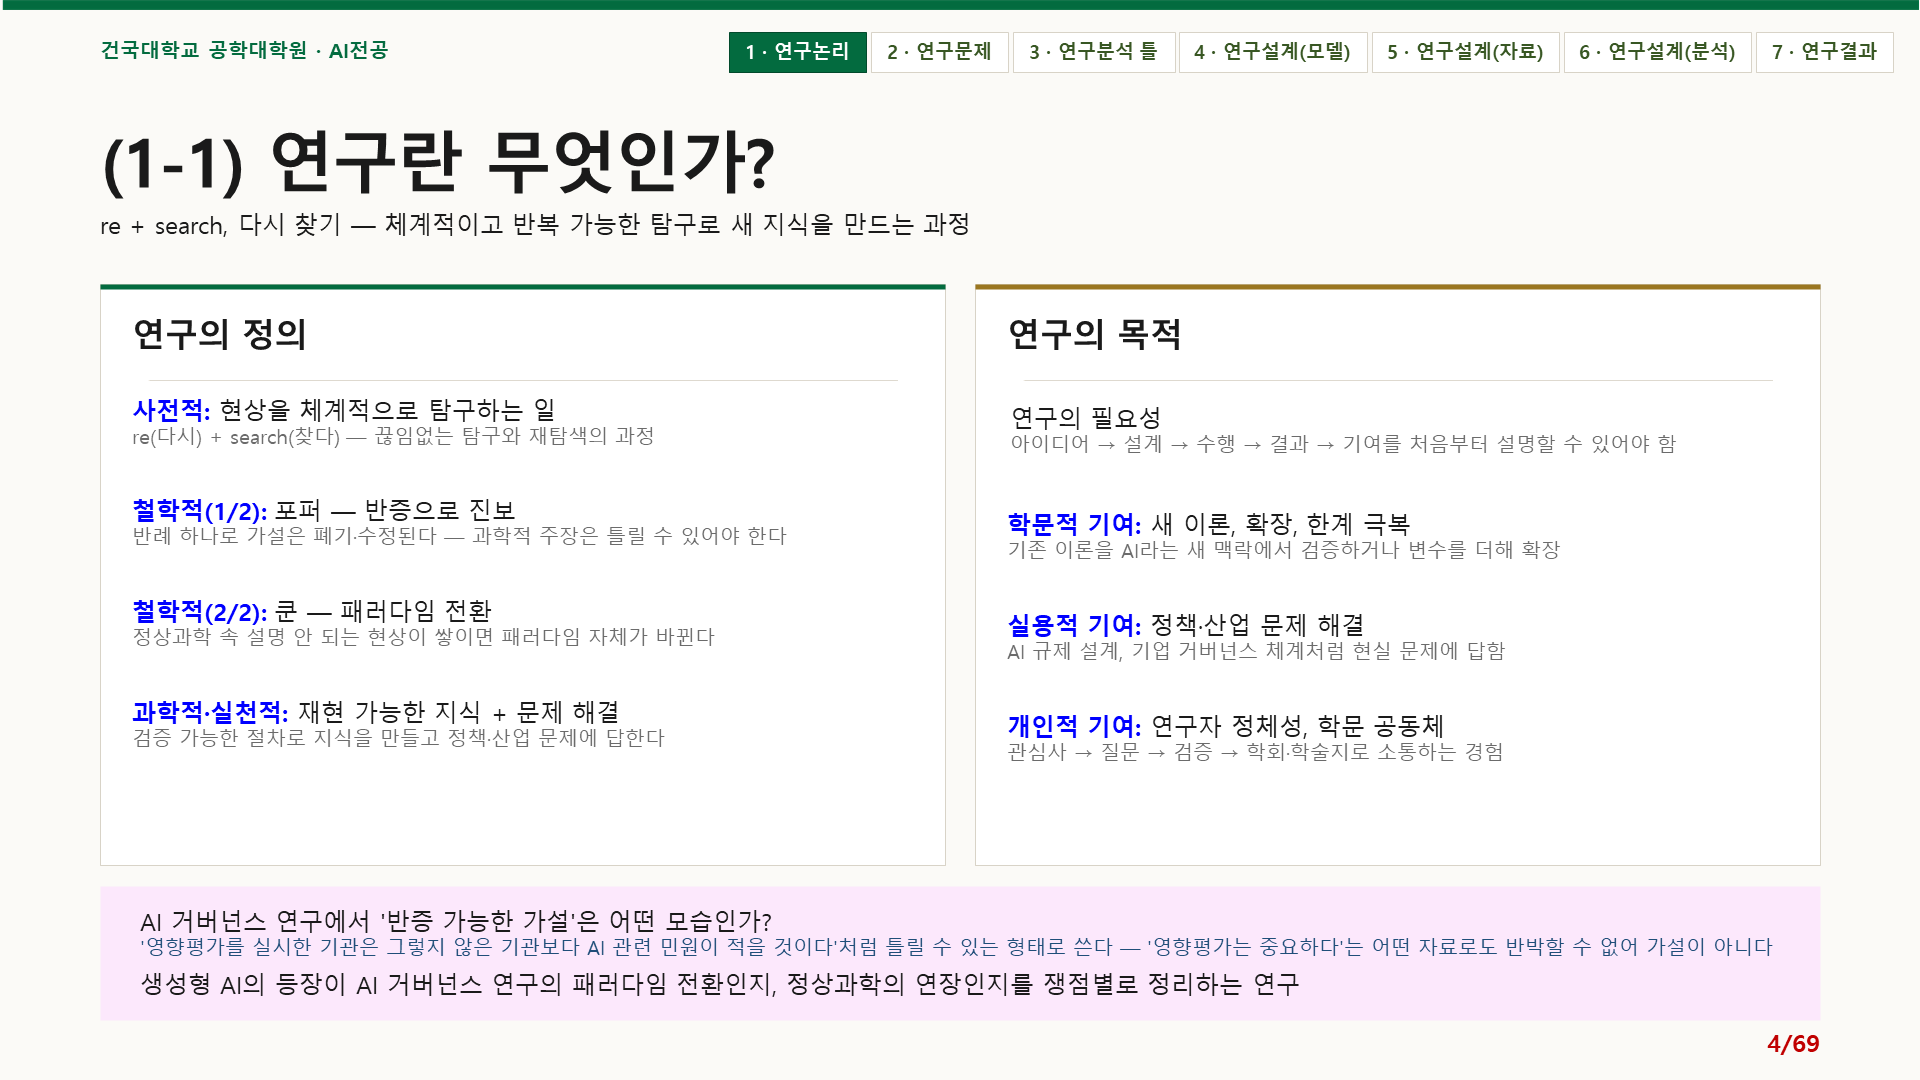 건국대학교 공학대학원 · AI전공
1 · 연구논리
2 · 연구문제
3 · 연구분석 틀
4 · 연구설계(모델)
5 · 연구설계(자료)
6 · 연구설계(분석)
7 · 연구결과
(1-1) 연구란 무엇인가?
re + search, 다시 찾기 — 체계적이고 반복 가능한 탐구로 새 지식을 만드는 과정
연구의 정의
사전적: 현상을 체계적으로 탐구하는 일
re(다시) + search(찾다) — 끊임없는 탐구와 재탐색의 과정
철학적(1/2): 포퍼 — 반증으로 진보
반례 하나로 가설은 폐기·수정된다 — 과학적 주장은 틀릴 수 있어야 한다
철학적(2/2): 쿤 — 패러다임 전환
정상과학 속 설명 안 되는 현상이 쌓이면 패러다임 자체가 바뀐다
과학적·실천적: 재현 가능한 지식 + 문제 해결
검증 가능한 절차로 지식을 만들고 정책·산업 문제에 답한다
연구의 목적
연구의 필요성
아이디어 → 설계 → 수행 → 결과 → 기여를 처음부터 설명할 수 있어야 함
학문적 기여: 새 이론, 확장, 한계 극복
기존 이론을 AI라는 새 맥락에서 검증하거나 변수를 더해 확장
실용적 기여: 정책·산업 문제 해결
AI 규제 설계, 기업 거버넌스 체계처럼 현실 문제에 답함
개인적 기여: 연구자 정체성, 학문 공동체
관심사 → 질문 → 검증 → 학회·학술지로 소통하는 경험
AI 거버넌스 연구에서 '반증 가능한 가설'은 어떤 모습인가?
'영향평가를 실시한 기관은 그렇지 않은 기관보다 AI 관련 민원이 적을 것이다'처럼 틀릴 수 있는 형태로 쓴다 — '영향평가는 중요하다'는 어떤 자료로도 반박할 수 없어 가설이 아니다
생성형 AI의 등장이 AI 거버넌스 연구의 패러다임 전환인지, 정상과학의 연장인지를 쟁점별로 정리하는 연구
4/69